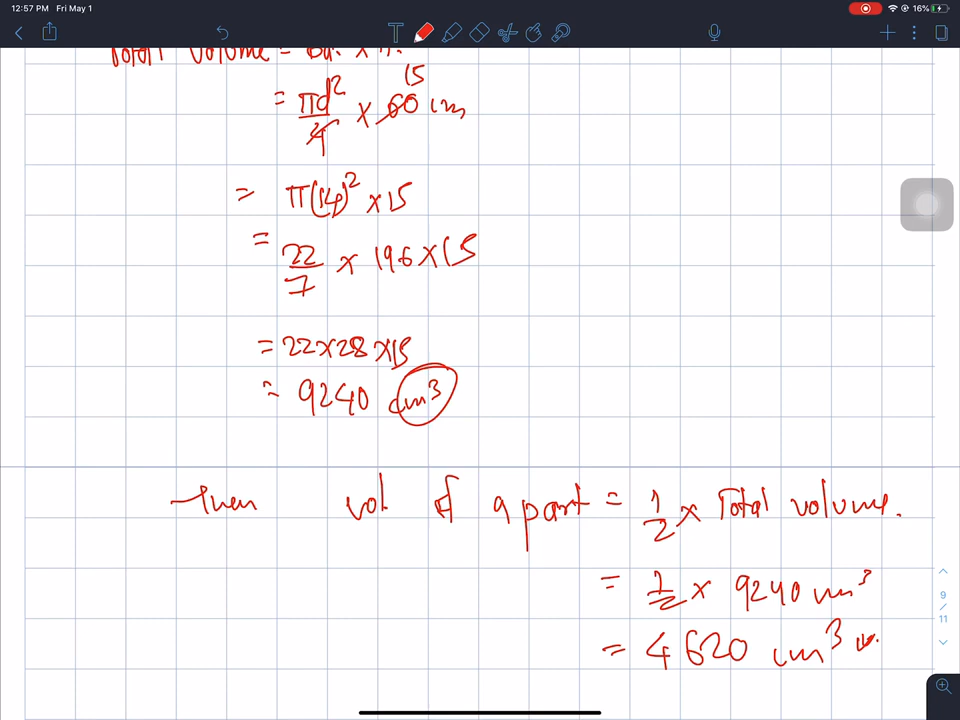 12:57 PM Fri May 1 16%
Total Volume =
15
= πd²/4 × 60 cm
= π(14)² × 15
= 22/7 × 196 × 15
= 22×28×15
= 9240 cm³
Then vol of a part = 1/2 × Total volume.
= 1/2 × 9240 cm³
= 4620 cm³
9
/
11